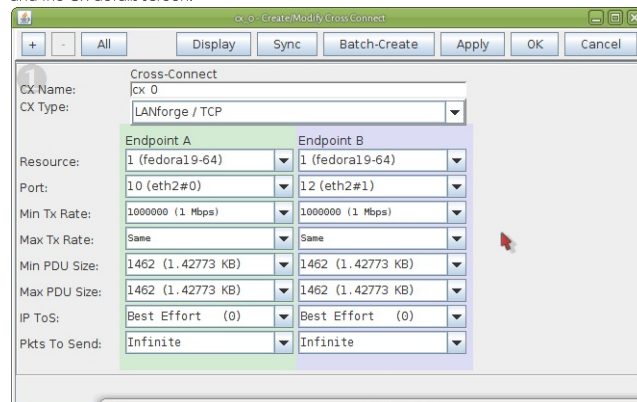 cx_0 - Create/Modify Cross Connect
+ - All Display Sync Batch-Create Apply OK Cancel
1
Cross-Connect
CX Name: cx_0
CX Type: LANforge / TCP
Endpoint A Endpoint B
Resource: 1 (fedora19-64) 1 (fedora19-64)
Port: 10 (eth2#0) 12 (eth2#1)
Min Tx Rate: 1000000 (1 Mbps) 1000000 (1 Mbps)
Max Tx Rate: Same Same
Min PDU Size: 1462 (1.42773 KB) 1462 (1.42773 KB)
Max PDU Size: 1462 (1.42773 KB) 1462 (1.42773 KB)
IP ToS: Best Effort (0) Best Effort (0)
Pkts To Send: Infinite Infinite